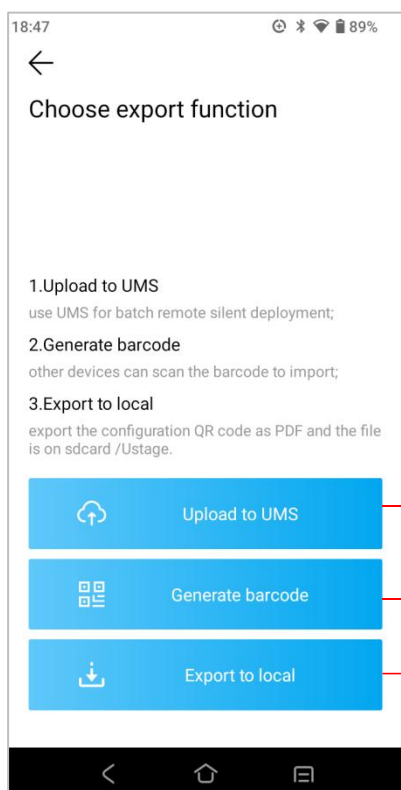 18:47
89%
Choose export function
1.Upload to UMS
use UMS for batch remote silent deployment;
2.Generate barcode
other devices can scan the barcode to import;
3.Export to local
export the configuration QR code as PDF and the file
is on sdcard /Ustage.
Upload to UMS
Generate barcode
Export to local